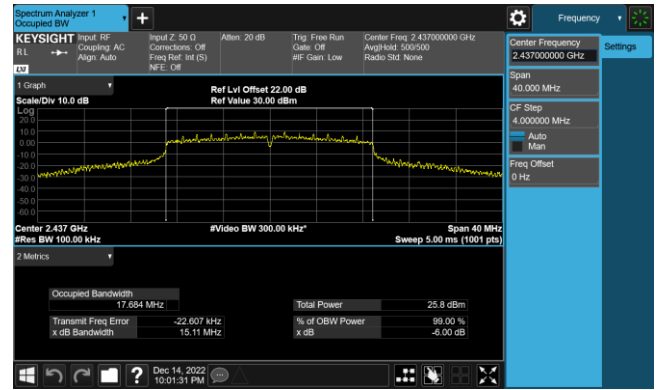 Spectrum Analyzer 1
Occupied BW
Frequency
KEYSIGHT
Input: RF
Input Z: 50 Ω
Atten: 20 dB
Trig: Free Run
Center Freq: 2.437000000 GHz
RL
Coupling: AC
Corrections: Off
Gate: Off
Avg|Hold: 500/500
Align: Auto
Freq Ref: Int (S)
#IF Gain: Low
Radio Std: None
LXI
NFE: Off
Center Frequency
2.437000000 GHz
Settings
Span
40.000 MHz
CF Step
4.000000 MHz
Auto
Man
Freq Offset
0 Hz
1 Graph
Ref Lvl Offset 22.00 dB
Scale/Div 10.0 dB
Ref Value 30.00 dBm
Log
20.0
10.0
0.00
-10.0
-20.0
-30.0
-40.0
-50.0
-60.0
Center 2.437 GHz
#Video BW 300.00 kHz*
Span 40 MHz
#Res BW 100.00 kHz
Sweep 5.00 ms (1001 pts)
2 Metrics
Occupied Bandwidth
17.684 MHz
Total Power
25.8 dBm
Transmit Freq Error
-22.607 kHz
% of OBW Power
99.00 %
x dB Bandwidth
15.11 MHz
x dB
-6.00 dB
?
Dec 14, 2022
10:01:31 PM